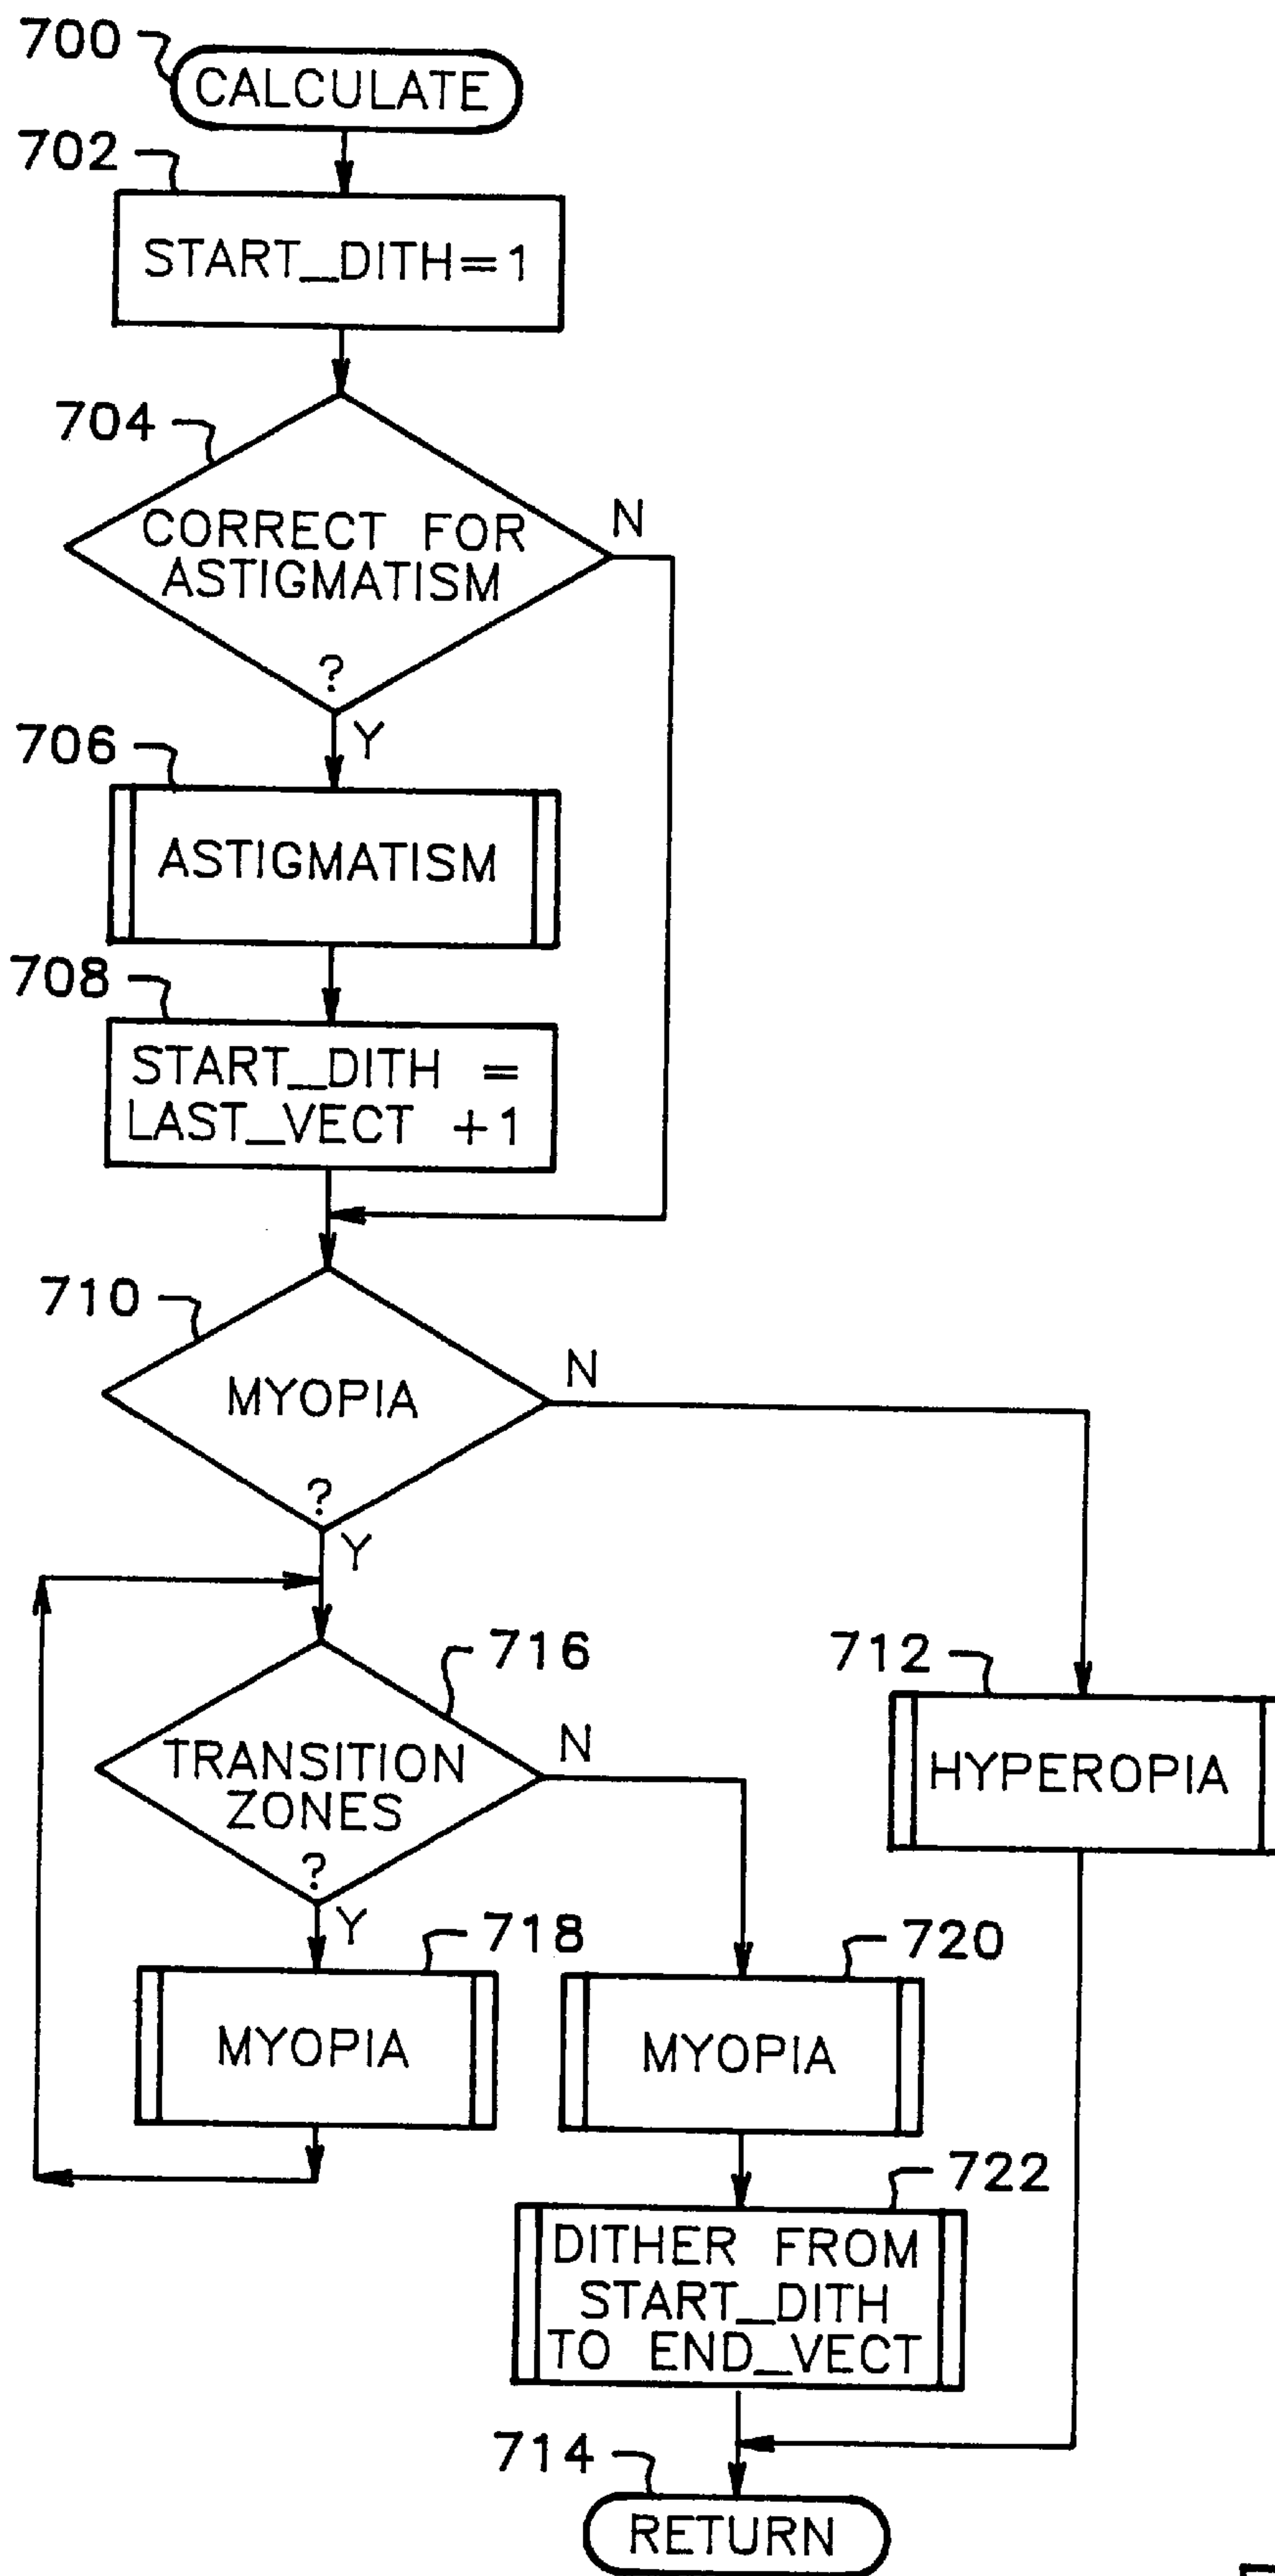 700
CALCULATE
702
START_DITH=1
704
CORRECT FOR
ASTIGMATISM
?
N
Y
706
ASTIGMATISM
708
START_DITH =
LAST_VECT +1
710
MYOPIA
?
N
Y
716
TRANSITION
ZONES
?
N
Y
712
HYPEROPIA
718
MYOPIA
720
MYOPIA
722
DITHER FROM
START_DITH
TO END_VECT
714
RETURN